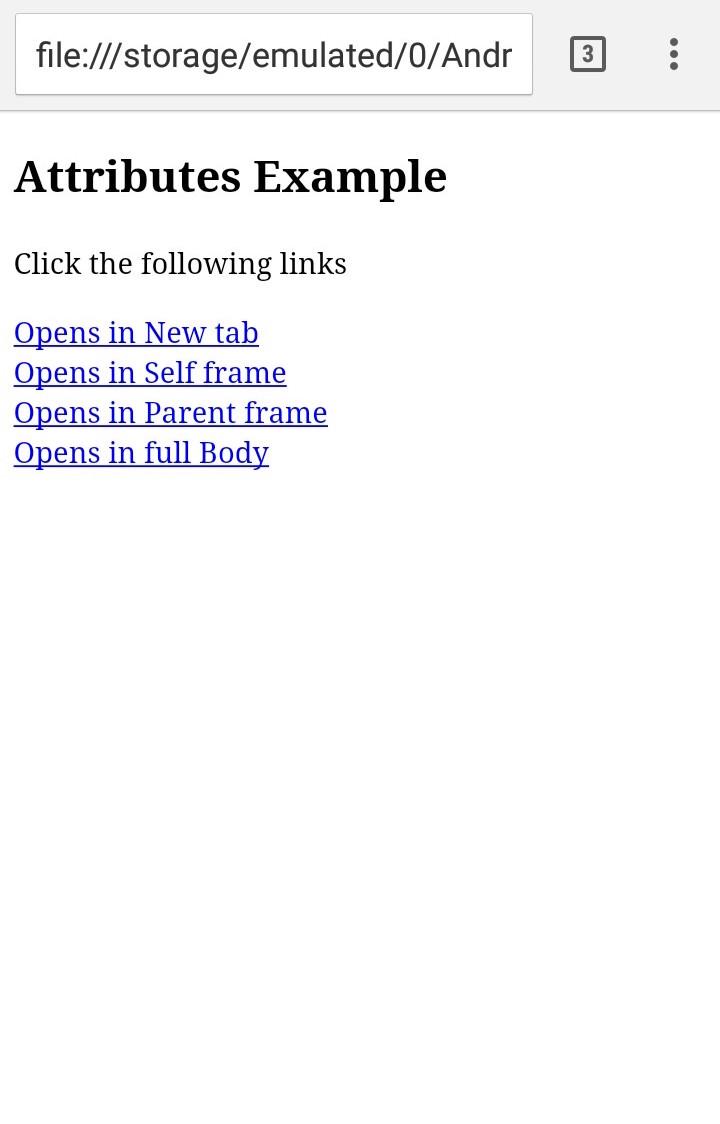 file:///storage/emulated/0/Andr
3
Attributes Example
Click the following links
Opens in New tab
Opens in Self frame
Opens in Parent frame
Opens in full Body